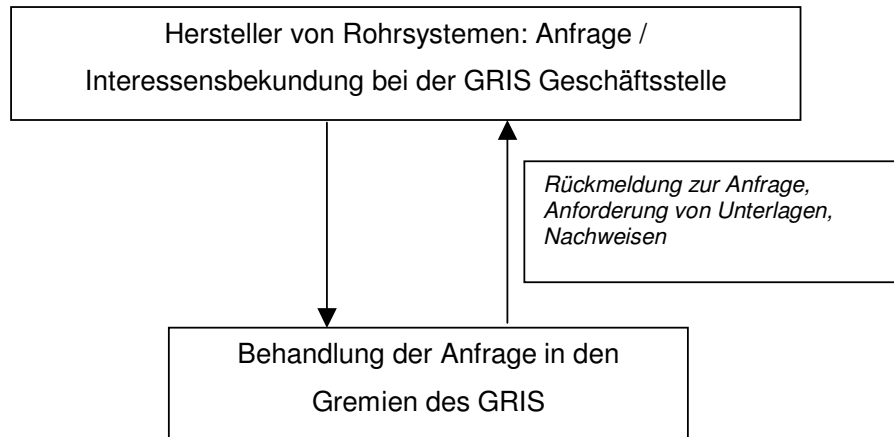 Hersteller von Rohrsystemen: Anfrage /
Interessensbekundung bei der GRIS Geschäftsstelle
Rückmeldung zur Anfrage,
Anforderung von Unterlagen,
Nachweisen
Behandlung der Anfrage in den
Gremien des GRIS